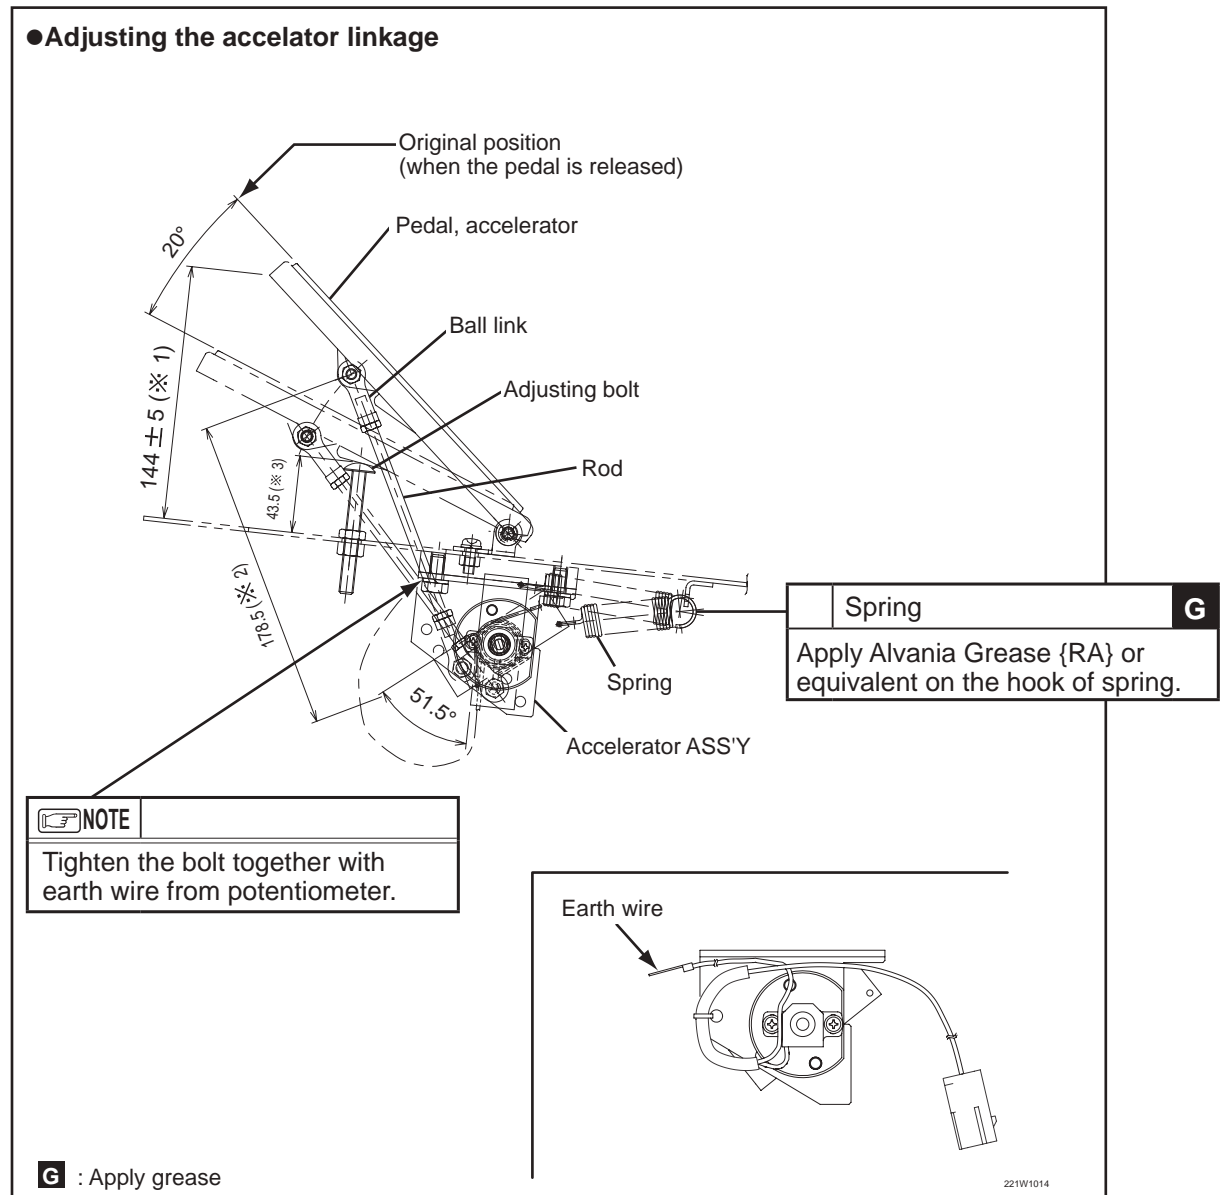 ●Adjusting the accelator linkage
Original position
(when the pedal is released)
Pedal, accelerator
20°
Ball link
144 ± 5 (※ 1)
Adjusting bolt
Rod
43.5 (※ 3)
178.5 (※ 2)
Spring G
Apply Alvania Grease {RA} or
equivalent on the hook of spring.
Spring
51.5°
Accelerator ASS'Y
NOTE
Tighten the bolt together with
earth wire from potentiometer.
Earth wire
G : Apply grease
221W1014